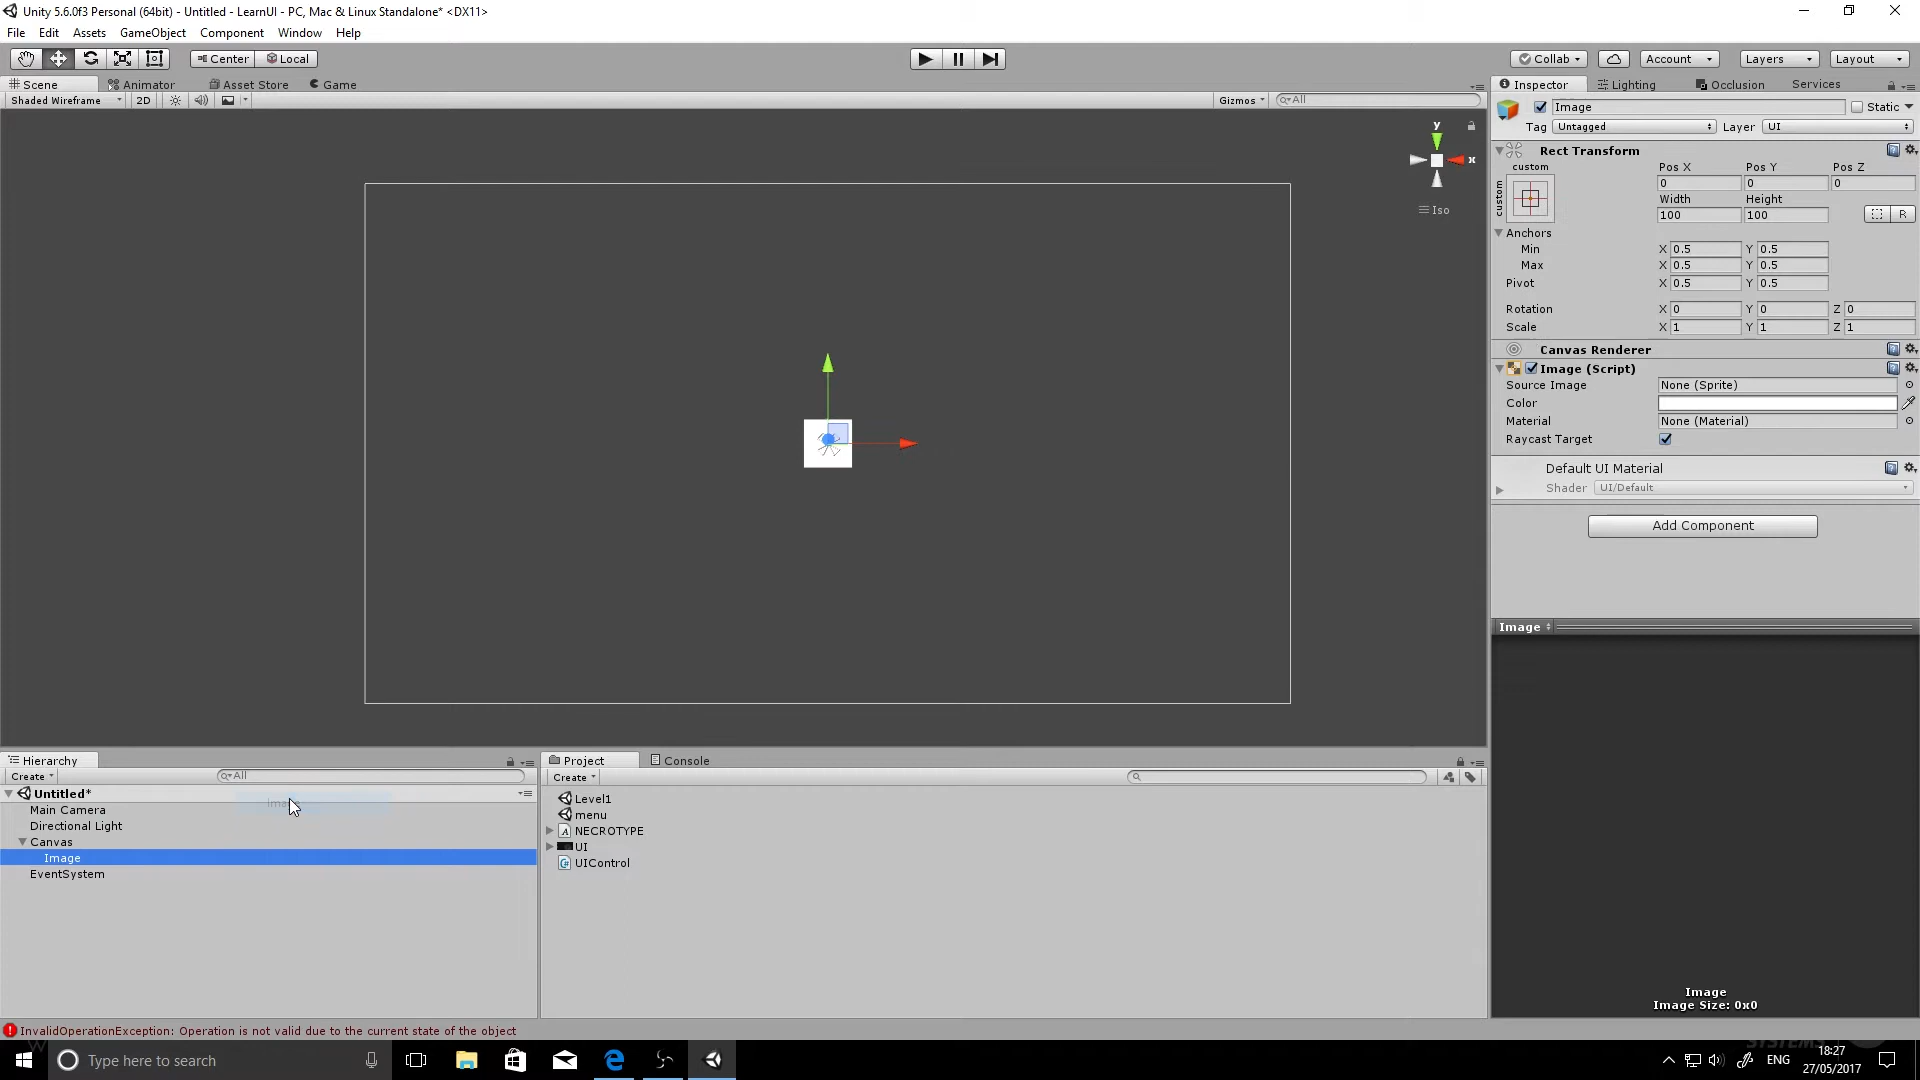 Unity 5.6.0f3 Personal (64bit) - Untitled - LearnUI - PC, Mac & Linux Standalone* <DX11>
File Edit Assets GameObject Component Window Help
Center Local Collab Account Layers Layout
Scene Animator Asset Store Game Inspector Lighting Occlusion Services
Shaded Wireframe 2D Gizmos All
Image Static
Tag Untagged Layer UI
y
x
Iso
Rect Transform
custom Pos X Pos Y Pos Z
custom
0 0 0
Width Height
100 100 R
Anchors
Min X 0.5 Y 0.5
Max X 0.5 Y 0.5
Pivot X 0.5 Y 0.5
Rotation X 0 Y 0 Z 0
Scale X 1 Y 1 Z 1
Canvas Renderer
Image (Script)
Source Image None (Sprite)
Color
Material None (Material)
Raycast Target
Default UI Material
Shader UI/Default
Add Component
Image
Image
Image Size: 0x0
Hierarchy
Create All
Untitled*
Main Camera
Directional Light
Canvas
Image
EventSystem
Project Console
Create
Level1
menu
NECROTYPE
UI
UIControl
InvalidOperationException: Operation is not valid due to the current state of the object
Type here to search
ENG
18:27
27/05/2017